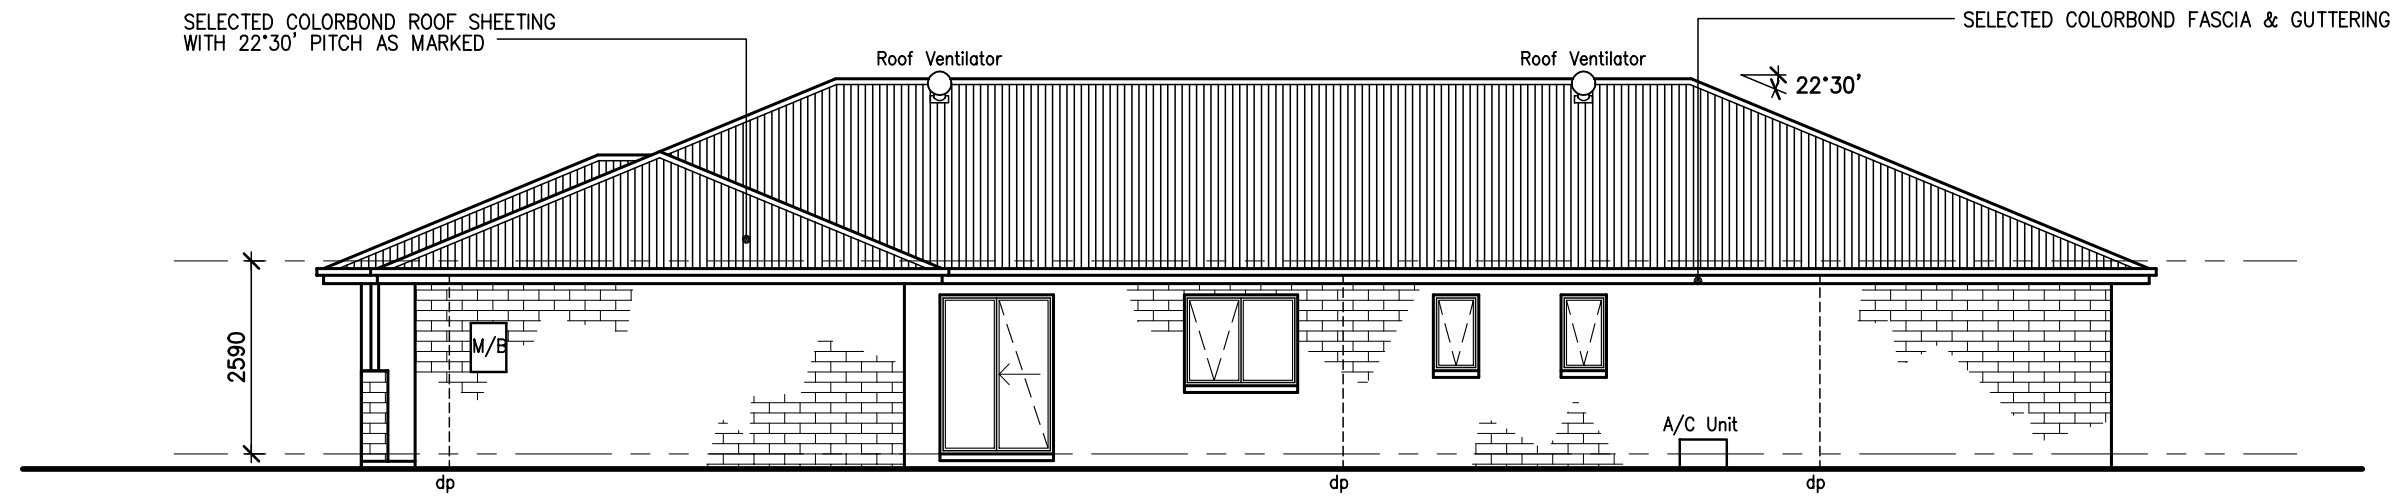 SELECTED COLORBOND ROOF SHEETING
WITH 22°30' PITCH AS MARKED
SELECTED COLORBOND FASCIA & GUTTERING
Roof Ventilator
Roof Ventilator
22°30'
2590
M/B
A/C Unit
dp
dp
dp